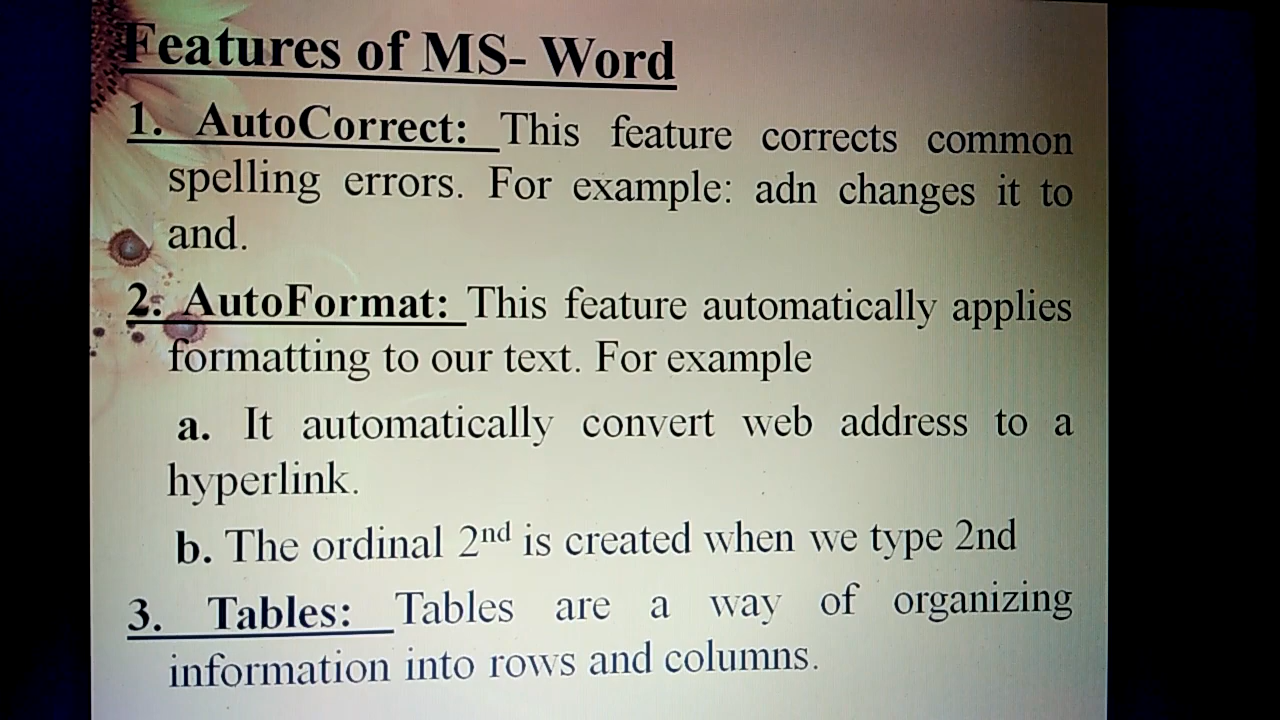 Features of MS- Word
1. AutoCorrect: This feature corrects common
spelling errors. For example: adn changes it to
and.
2. AutoFormat: This feature automatically applies
formatting to our text. For example
a. It automatically convert web address to a
hyperlink.
b. The ordinal 2nd is created when we type 2nd
3. Tables: Tables are a way of organizing
information into rows and columns.